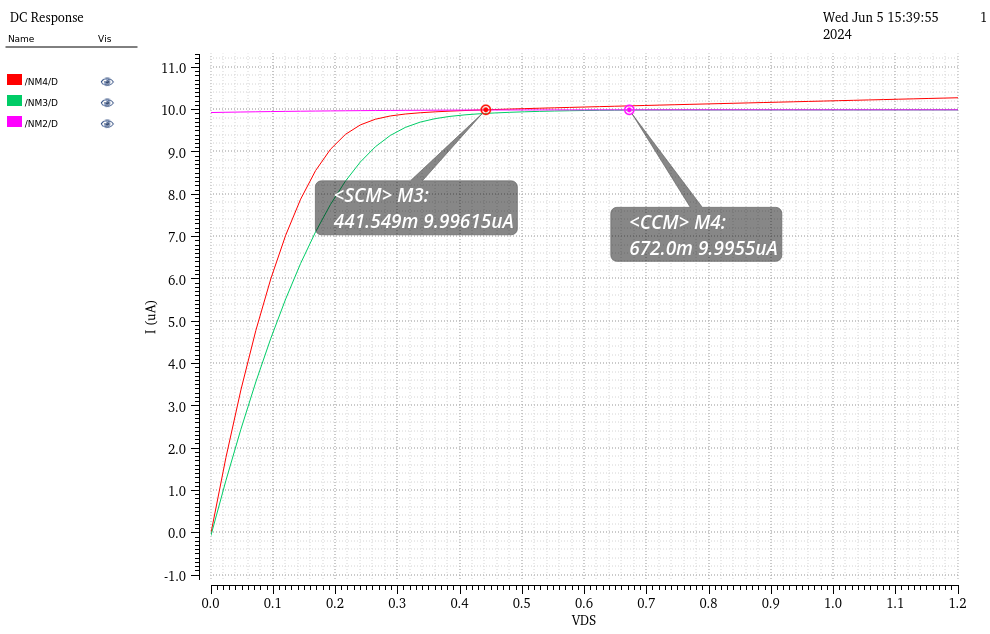 DC Response
Wed Jun 5 15:39:55
2024
1
Name Vis
/NM4/D
/NM3/D
/NM2/D
11.0
10.0
9.0
8.0
7.0
6.0
5.0
4.0
3.0
2.0
1.0
0.0
-1.0
I (uA)
<SCM> M3:
441.549m 9.99615uA
<CCM> M4:
672.0m 9.9955uA
0.0 0.1 0.2 0.3 0.4 0.5 0.6 0.7 0.8 0.9 1.0 1.1 1.2
VDS